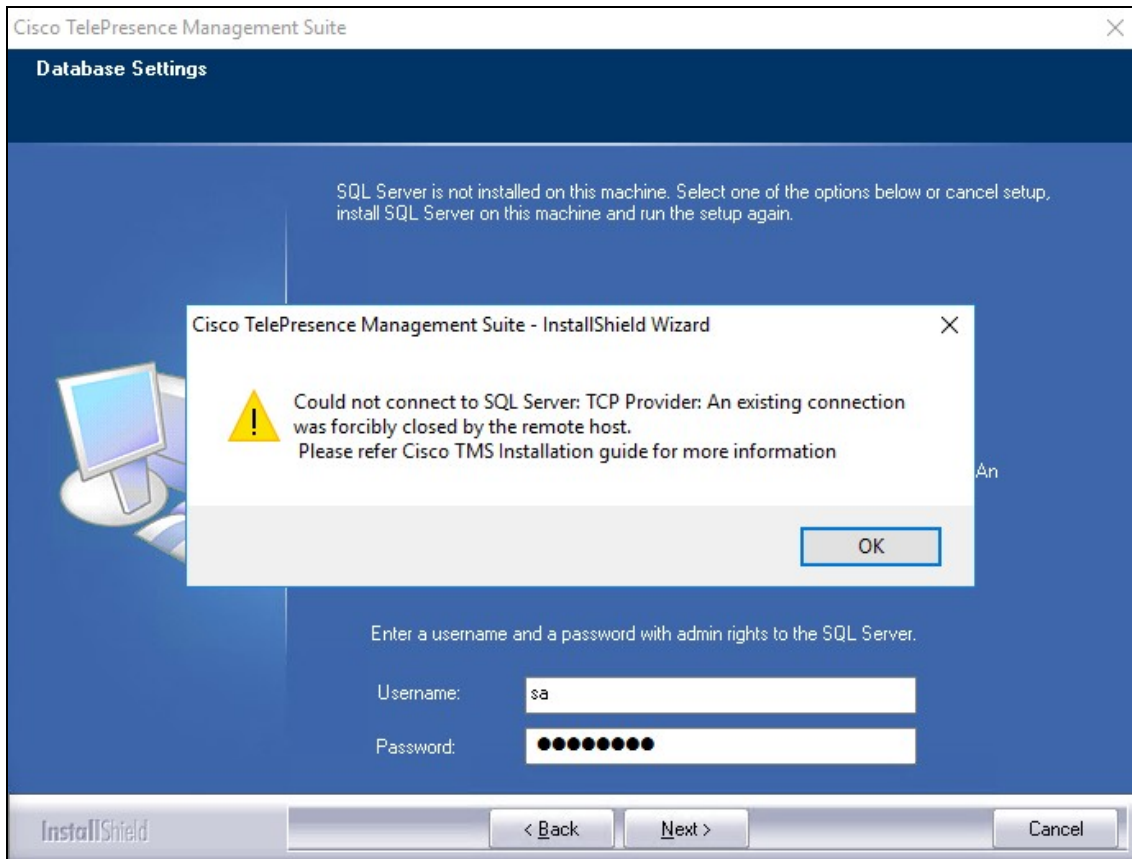 Cisco TelePresence Management Suite
Database Settings
SQL Server is not installed on this machine. Select one of the options below or cancel setup,
install SQL Server on this machine and run the setup again.
Cisco TelePresence Management Suite - InstallShield Wizard
Could not connect to SQL Server: TCP Provider: An existing connection
was forcibly closed by the remote host.
Please refer Cisco TMS Installation guide for more information
An
OK
Enter a username and a password with admin rights to the SQL Server.
Username:
sa
Password:
●●●●●●●●
InstallShield
< Back
Next >
Cancel